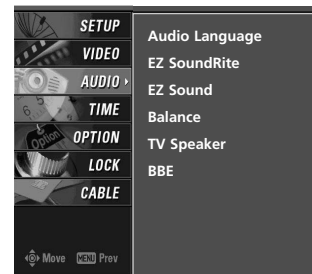 SETUP
VIDEO
AUDIO
TIME
OPTION
LOCK
CABLE
Move MENU Prev
Audio Language
EZ SoundRite
EZ Sound
Balance
TV Speaker
BBE